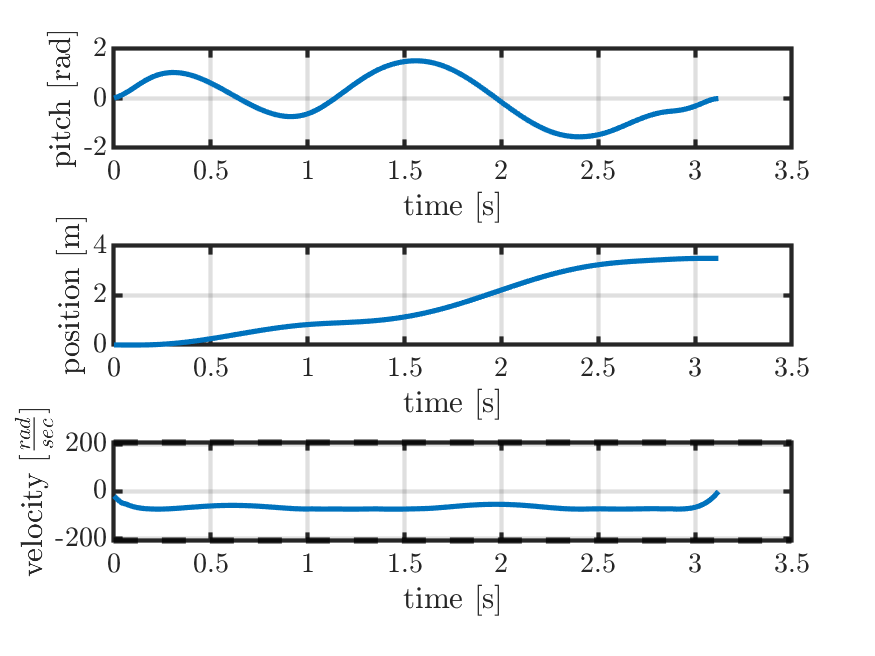 pitch [rad]
2
0
-2
0 0.5 1 1.5 2 2.5 3 3.5
time [s]
position [m]
4
2
0
0 0.5 1 1.5 2 2.5 3 3.5
time [s]
velocity [rad/sec]
200
0
-200
0 0.5 1 1.5 2 2.5 3 3.5
time [s]